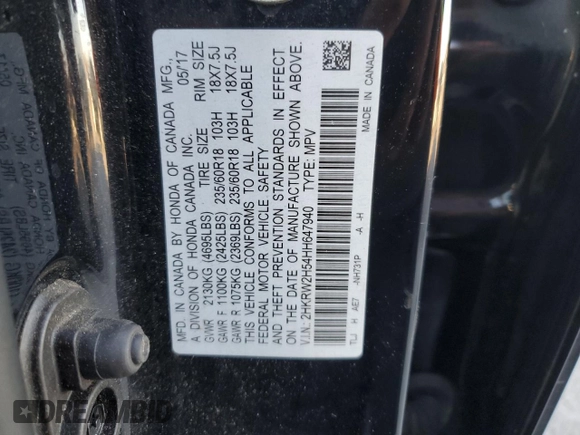 MFD. IN CANADA BY HONDA OF CANADA MFG.,
A DIVISION OF HONDA CANADA INC. 05/17
TIRE SIZE RIM SIZE
GVWR 2130KG (4695LBS)
GAWR F 1100KG (2425LBS) 235/60R18 103H 18X7.5J
GAWR R 1075KG (2369LBS) 235/60R18 103H 18X7.5J
THIS VEHICLE CONFORMS TO ALL APPLICABLE
FEDERAL MOTOR VEHICLE SAFETY
AND THEFT PREVENTION STANDARDS IN EFFECT
ON THE DATE OF MANUFACTURE SHOWN ABOVE.
V.I.N.: 2HKRW2H54HH647940 TYPE: MPV
TLJ H AE7 -NH731P -A -H MADE IN CANADA
DREAMBID